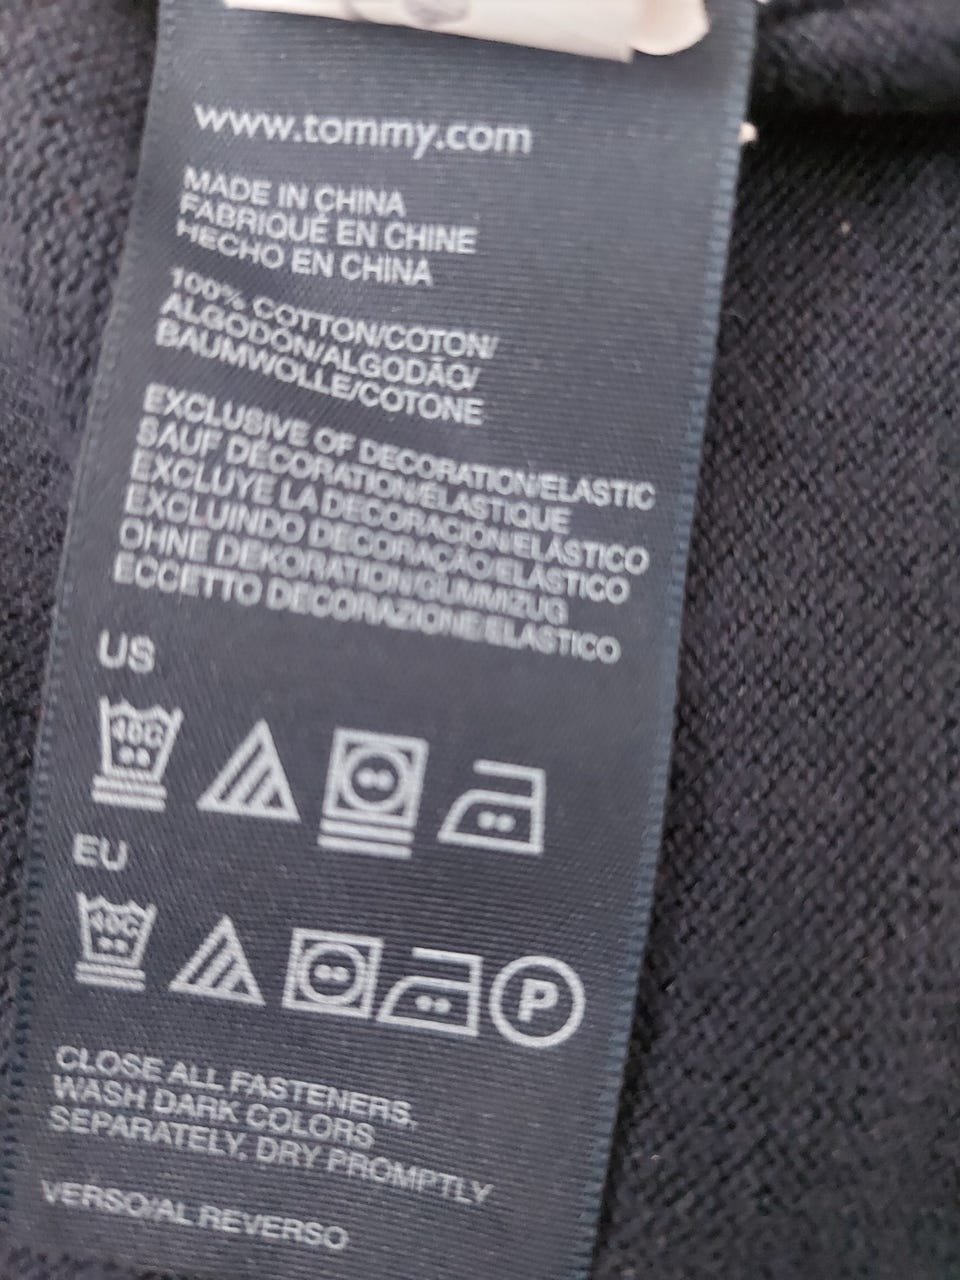 www.tommy.com
MADE IN CHINA
FABRIQUÉ EN CHINE
HECHO EN CHINA
100% COTTON/COTON/
ALGODÓN/ALGODÃO/
BAUMWOLLE/COTONE
EXCLUSIVE OF DECORATION/ELASTIC
SAUF DÉCORATION/ÉLASTIQUE
EXCLUYE LA DECORACIÓN/ELÁSTICO
EXCLUINDO DECORAÇÃO/ELÁSTICO
OHNE DEKORATION/GUMMIZUG
ECCETTO DECORAZIONE/ELASTICO
US
40C
EU
40C
P
CLOSE ALL FASTENERS,
WASH DARK COLORS
SEPARATELY, DRY PROMPTLY
VERSO/AL REVERSO